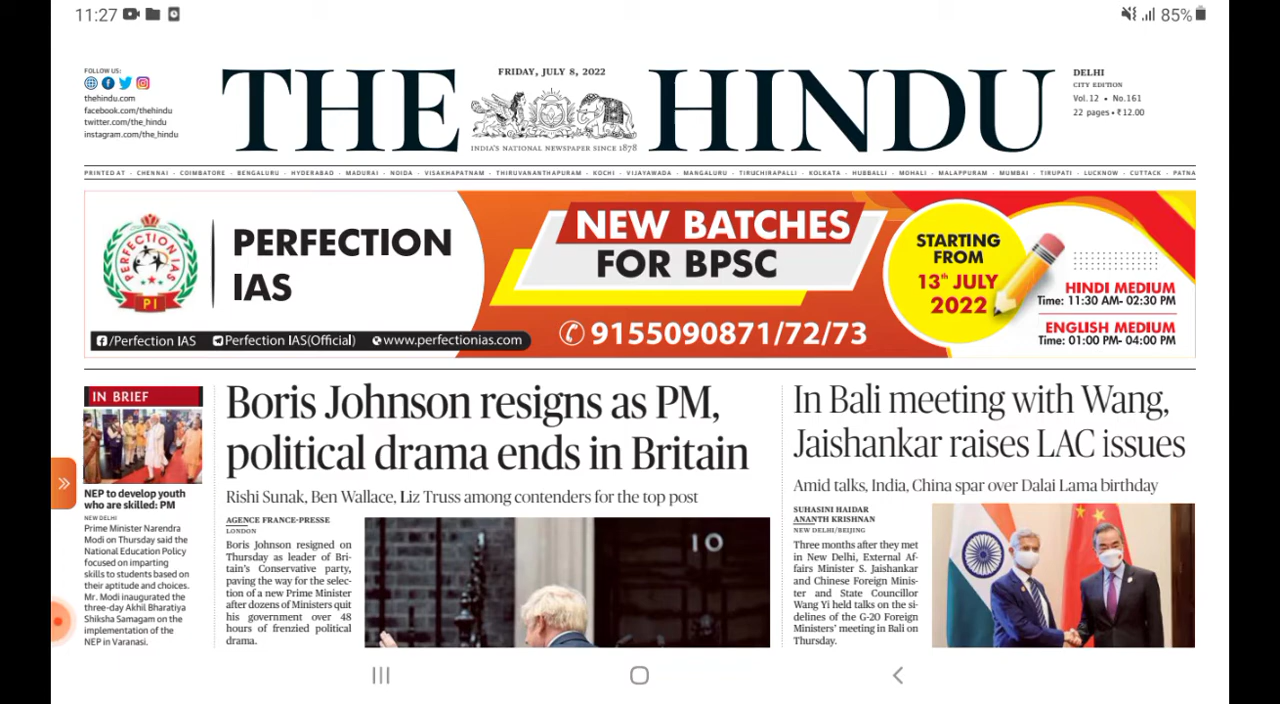 11:27
85%
FOLLOW US:
thehindu.com
facebook.com/thehindu
twitter.com/the_hindu
instagram.com/the_hindu
THE HINDU
FRIDAY, JULY 8, 2022
INDIA'S NATIONAL NEWSPAPER SINCE 1878
DELHI
CITY EDITION
Vol.12 • No.161
22 pages • ₹12.00
PRINTED AT · CHENNAI · COIMBATORE · BENGALURU · HYDERABAD · MADURAI · NOIDA · VISAKHAPATNAM · THIRUVANANTHAPURAM · KOCHI · VIJAYAWADA · MANGALURU · TIRUCHIRAPALLI · KOLKATA · HUBBALLI · MOHALI · MALAPPURAM · MUMBAI · TIRUPATI · LUCKNOW · CUTTACK · PATNA
PERFECTION IAS
PI
PERFECTION
IAS
/Perfection IAS
Perfection IAS(Official)
www.perfectionias.com
NEW BATCHES
FOR BPSC
9155090871/72/73
STARTING
FROM
13th JULY
2022
HINDI MEDIUM
Time: 11:30 AM- 02:30 PM
ENGLISH MEDIUM
Time: 01:00 PM- 04:00 PM
IN BRIEF
NEP to develop youth
who are skilled: PM
NEW DELHI
Prime Minister Narendra
Modi on Thursday said the
National Education Policy
focused on imparting
skills to students based on
their aptitude and choices.
Mr. Modi inaugurated the
three-day Akhil Bharatiya
Shiksha Samagam on the
implementation of the
NEP in Varanasi.
Boris Johnson resigns as PM,
political drama ends in Britain
Rishi Sunak, Ben Wallace, Liz Truss among contenders for the top post
AGENCE FRANCE-PRESSE
LONDON
Boris Johnson resigned on
Thursday as leader of Bri-
tain's Conservative party,
paving the way for the selec-
tion of a new Prime Minister
after dozens of Ministers quit
his government over 48
hours of frenzied political
drama.
10
In Bali meeting with Wang,
Jaishankar raises LAC issues
Amid talks, India, China spar over Dalai Lama birthday
SUHASINI HAIDAR
ANANTH KRISHNAN
NEW DELHI/BEIJING
Three months after they met
in New Delhi, External Af-
fairs Minister S. Jaishankar
and Chinese Foreign Minis-
ter and State Councillor
Wang Yi held talks on the si-
delines of the G-20 Foreign
Ministers' meeting in Bali on
Thursday.